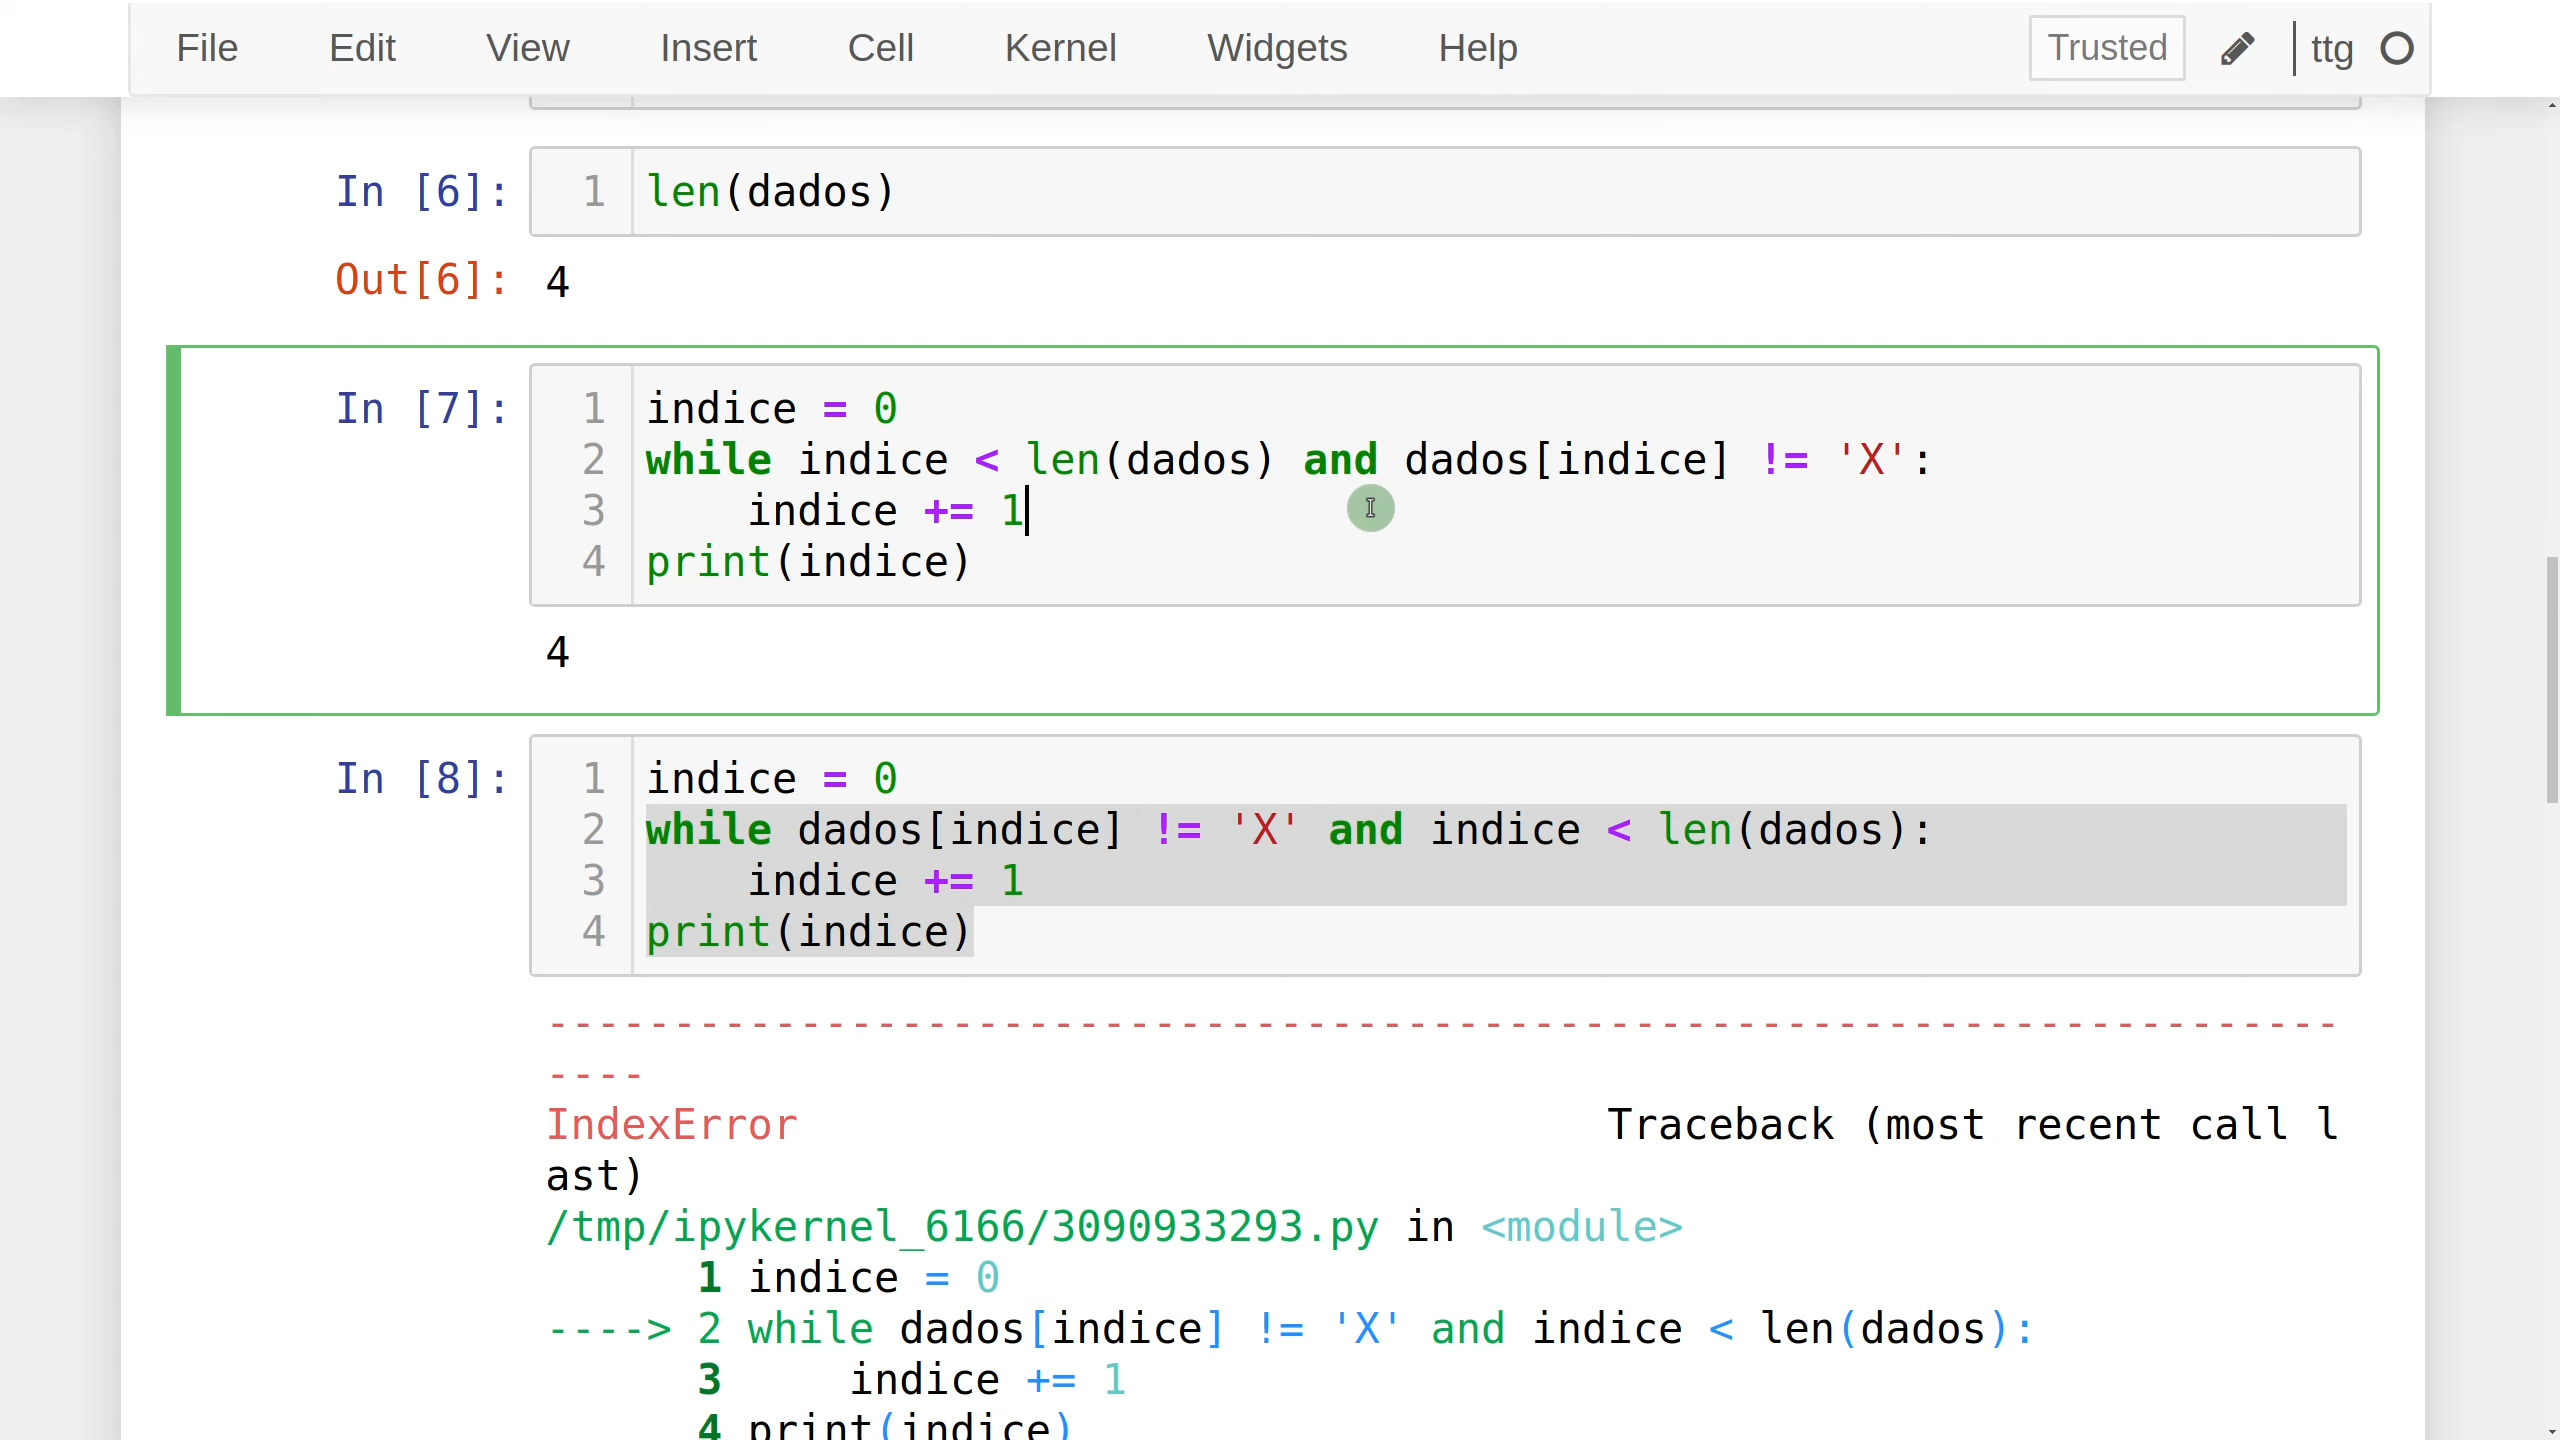 File Edit View Insert Cell Kernel Widgets Help Trusted ttg
In [6]: 1 len(dados)
Out[6]: 4
In [7]: 1 indice = 0
2 while indice < len(dados) and dados[indice] != 'X':
3     indice += 1
4 print(indice)
4
In [8]: 1 indice = 0
2 while dados[indice] != 'X' and indice < len(dados):
3     indice += 1
4 print(indice)
-----------------------------------------------------------------------
----
IndexError                                Traceback (most recent call l
ast)
/tmp/ipykernel_6166/3090933293.py in <module>
      1 indice = 0
----> 2 while dados[indice] != 'X' and indice < len(dados):
      3     indice += 1
      4 print(indice)